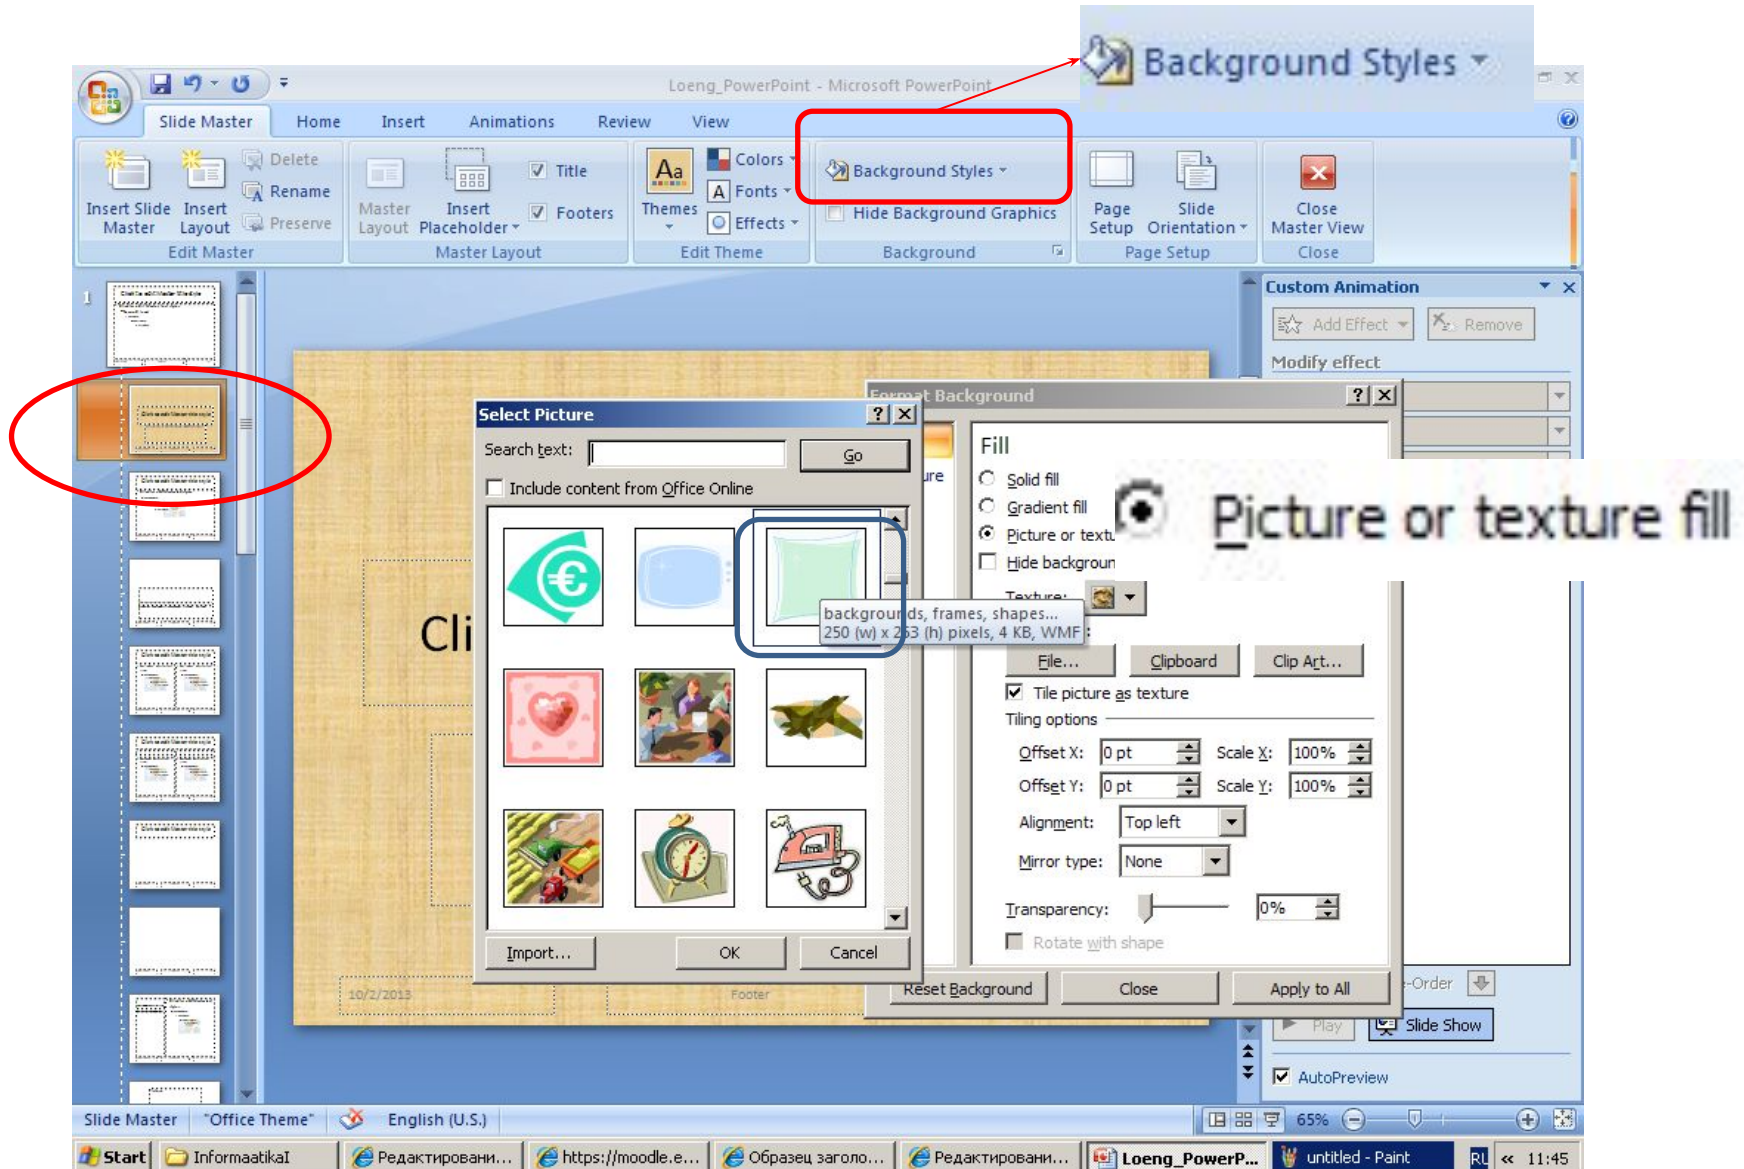 Background Styles
Loeng_PowerPoint - Microsoft PowerPoint
Slide Master Home Insert Animations Review View
Insert Slide Master
Insert Layout
Delete
Rename
Preserve
Edit Master
Master Layout
Insert Placeholder
Title
Footers
Master Layout
Aa
Themes
Colors
A Fonts
Effects
Edit Theme
Background Styles
Hide Background Graphics
Background
Page Setup
Slide Orientation
Page Setup
Close Master View
Close
1
Custom Animation
Add Effect
Remove
Modify effect
Format Background
Select Picture
Search text:
Go
Include content from Office Online
ure
Fill
Solid fill
Gradient fill
Picture or textu
Hide backgroun
Picture or texture fill
Texture:
backgrounds, frames, shapes...
250 (w) x 263 (h) pixels, 4 KB, WMF
Cli
File...
Clipboard
Clip Art...
Tile picture as texture
Tiling options
Offset X: 0 pt Scale X: 100%
Offset Y: 0 pt Scale Y: 100%
Alignment: Top left
Mirror type: None
Transparency: 0%
Rotate with shape
Import...
OK
Cancel
Reset Background
Close
Apply to All
-Order
10/2/2013
Footer
Play
Slide Show
AutoPreview
Slide Master "Office Theme" English (U.S.)
65%
Start InformaatikaI Редактировани... https://moodle.e... Образец заголо... Редактировани... Loeng_PowerP... untitled - Paint RU « 11:45